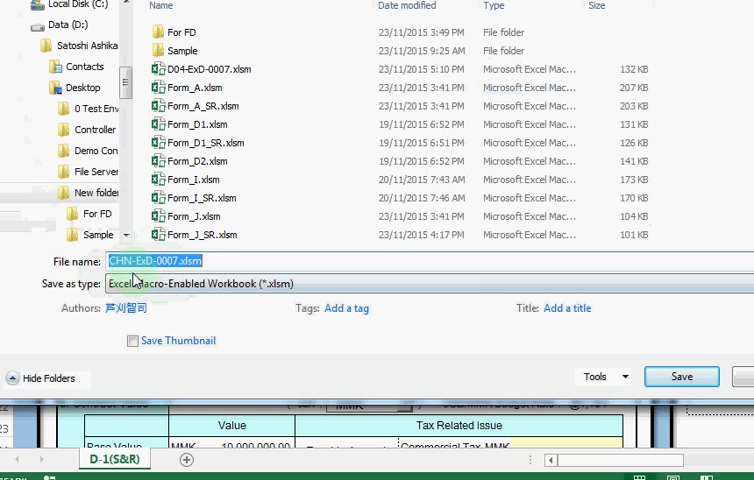 Local Disk (C:)
Name Date modified Type Size
Data (D:)
Satoshi Ashika
Contacts
Desktop
0 Test Env
Controller
Demo Con
File Server
New folder
For FD
Sample
For FD 23/11/2015 3:49 PM File folder
Sample 23/11/2015 9:25 AM File folder
D04-ExD-0007.xlsm 23/11/2015 5:10 PM Microsoft Excel Mac... 132 KB
Form_A.xlsm 23/11/2015 3:41 PM Microsoft Excel Mac... 207 KB
Form_A_SR.xlsm 23/11/2015 3:41 PM Microsoft Excel Mac... 203 KB
Form_D1.xlsm 19/11/2015 6:52 PM Microsoft Excel Mac... 131 KB
Form_D1_SR.xlsm 19/11/2015 6:51 PM Microsoft Excel Mac... 126 KB
Form_D2.xlsm 19/11/2015 6:52 PM Microsoft Excel Mac... 141 KB
Form_I.xlsm 20/11/2015 7:43 AM Microsoft Excel Mac... 173 KB
Form_I_SR.xlsm 20/11/2015 7:46 AM Microsoft Excel Mac... 170 KB
Form_J.xlsm 23/11/2015 3:41 PM Microsoft Excel Mac... 104 KB
Form_J_SR.xlsm 23/11/2015 3:41 PM Microsoft Excel Mac... 101 KB
File name: CHN-ExD-0007.xlsm
Save as type: Excel Macro-Enabled Workbook (*.xlsm)
Authors: 芦刈智司 Tags: Add a tag Title: Add a title
Save Thumbnail
Hide Folders Tools Save
MMK
Value Tax Related Issue
23
Base Value MMK 10,000,000.00 Commercial Tax MMK
D-1(S&R)